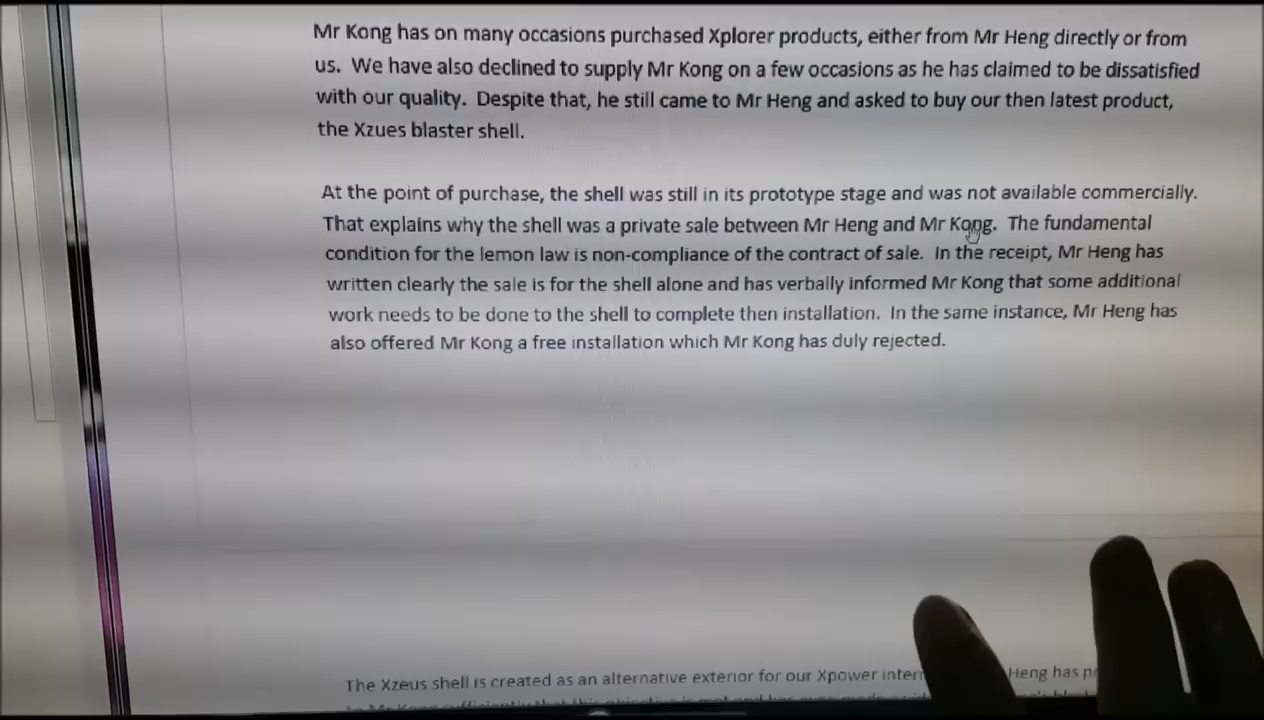 Mr Kong has on many occasions purchased Xplorer products, either from Mr Heng directly or from
us. We have also declined to supply Mr Kong on a few occasions as he has claimed to be dissatisfied
with our quality. Despite that, he still came to Mr Heng and asked to buy our then latest product,
the Xzues blaster shell.
At the point of purchase, the shell was still in its prototype stage and was not available commercially.
That explains why the shell was a private sale between Mr Heng and Mr Kong. The fundamental
condition for the lemon law is non-compliance of the contract of sale. In the receipt, Mr Heng has
written clearly the sale is for the shell alone and has verbally informed Mr Kong that some additional
work needs to be done to the shell to complete then installation. In the same instance, Mr Heng has
also offered Mr Kong a free installation which Mr Kong has duly rejected.
The Xzeus shell is created as an alternative exterior for our Xpower Heng has